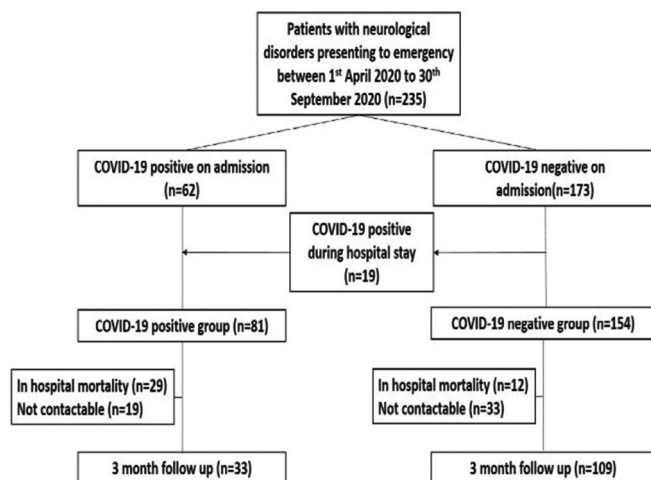 Patients with neurological
disorders presenting to emergency
between 1st April 2020 to 30th
September 2020 (n=235)
COVID-19 positive on admission
(n=62)
COVID-19 negative on
admission(n=173)
COVID-19 positive
during hospital stay
(n=19)
COVID-19 positive group (n=81)
COVID-19 negative group (n=154)
In hospital mortality (n=29)
Not contactable (n=19)
In hospital mortality (n=12)
Not contactable (n=33)
3 month follow up (n=33)
3 month follow up (n=109)